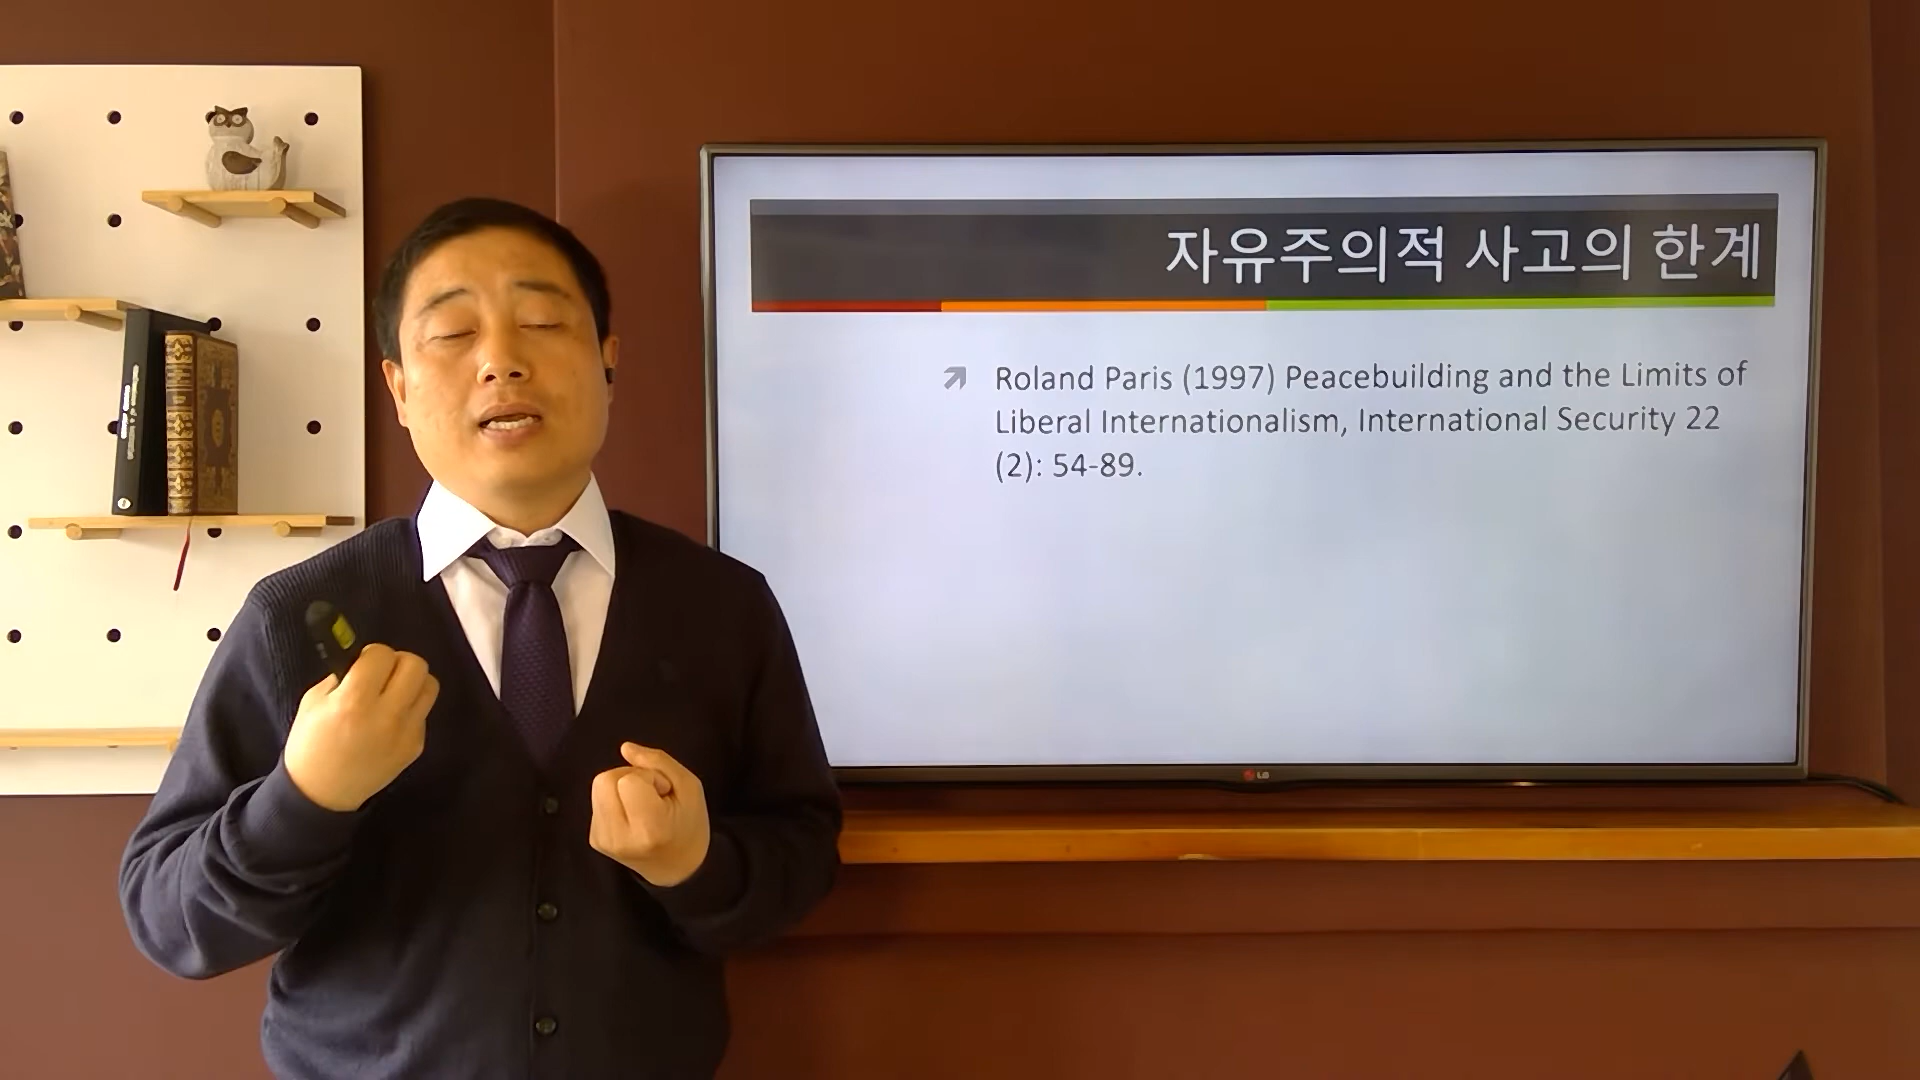 자유주의적 사고의 한계
Roland Paris (1997) Peacebuilding and the Limits of
Liberal Internationalism, International Security 22
(2): 54-89.
LG